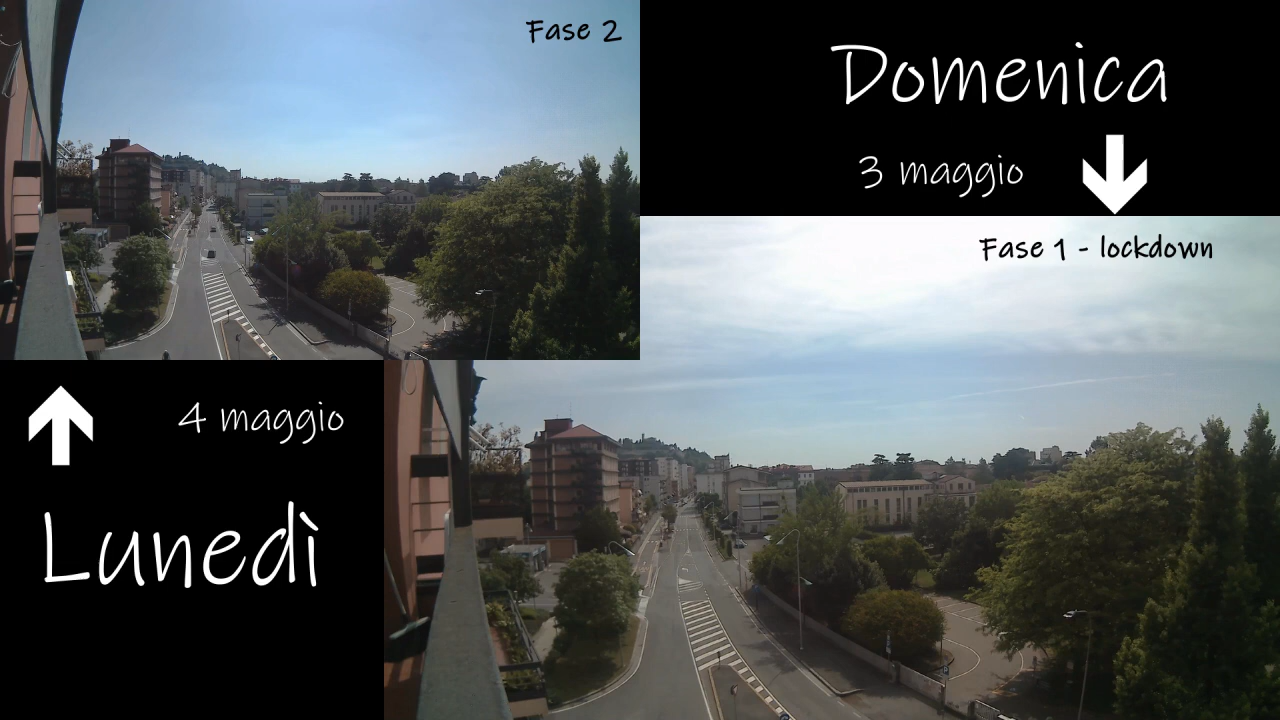 Fase 2
Domenica
3 maggio
Fase 1 - lockdown
4 maggio
Lunedì